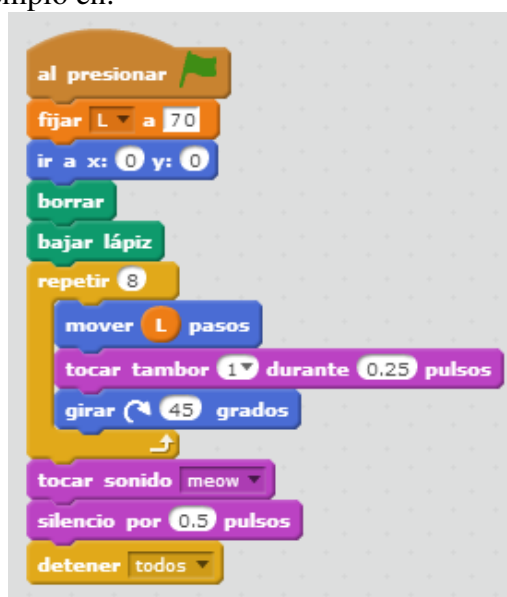 al presionar
fijar L a 70
ir a x: 0 y: 0
borrar
bajar lápiz
repetir 8
mover L pasos
tocar tambor 1 durante 0.25 pulsos
girar 45 grados
tocar sonido meow
silencio por 0.5 pulsos
detener todos